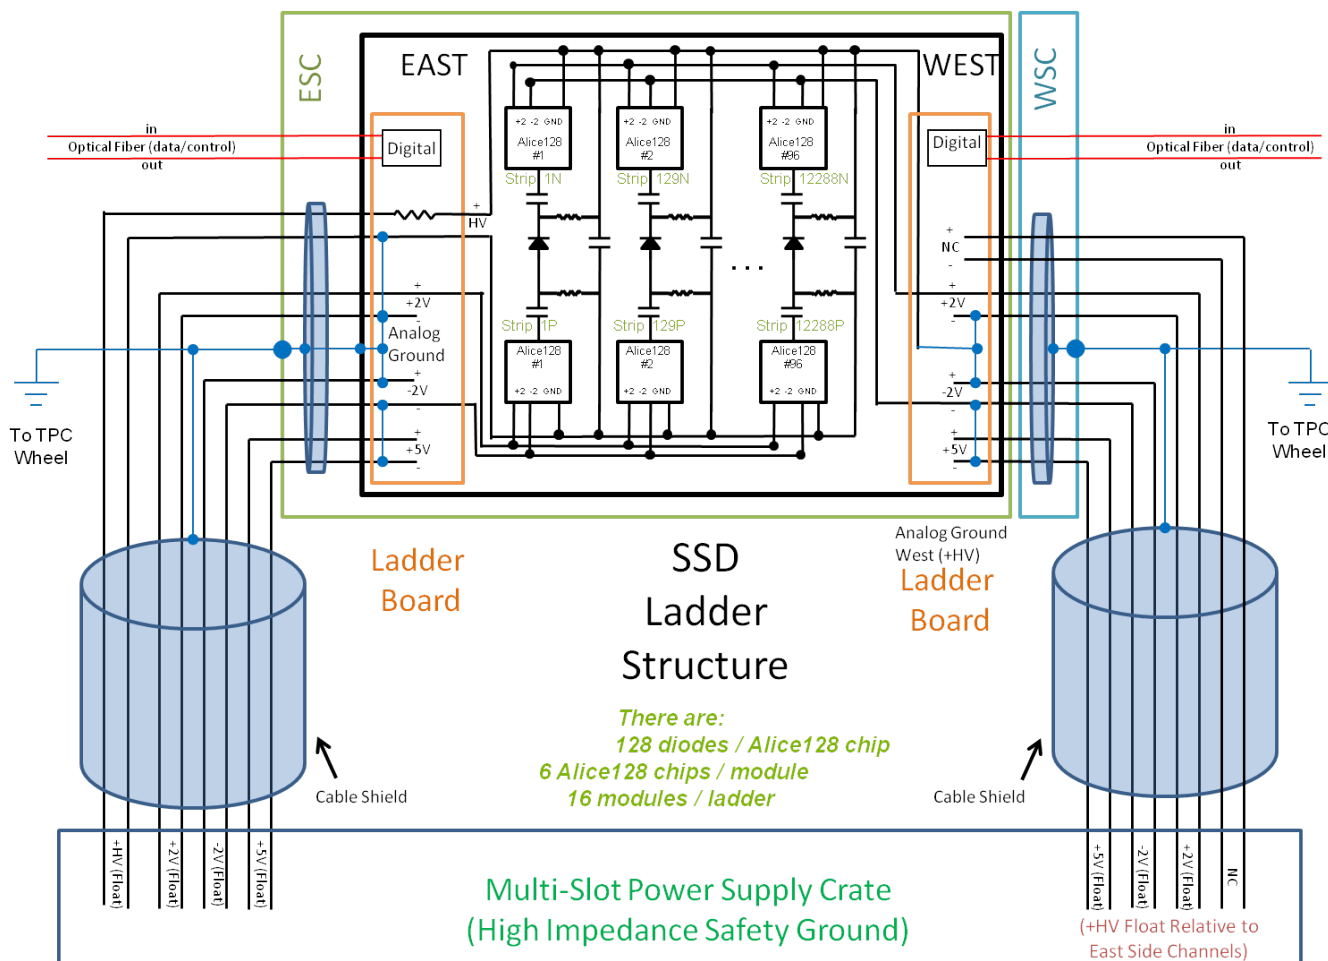 ESC
EAST
WEST
WSC
in
Optical Fiber (data/control)
out
Digital
+2 -2 GND
Alice128
#1
+2 -2 GND
Alice128
#2
+2 -2 GND
Alice128
#96
Digital
in
Optical Fiber (data/control)
out
Strip 1N
Strip 129N
Strip 12288N
+
HV
+
NC
-
...
+
+2V
-
Analog
Ground
+
-2V
-
+
+5V
-
Strip 1P
Strip 129P
Strip 12288P
Alice128
#1
+2 -2 GND
Alice128
#2
+2 -2 GND
Alice128
#96
+2 -2 GND
+
+2V
-
+
-2V
-
+
+5V
-
To TPC
Wheel
To TPC
Wheel
Ladder
Board
SSD
Ladder
Structure
Analog Ground
West (+HV)
Ladder
Board
There are:
128 diodes / Alice128 chip
6 Alice128 chips / module
16 modules / ladder
Cable Shield
Cable Shield
+HV (Float)
+2V (Float)
-2V (Float)
+5V (Float)
+5V (Float)
-2V (Float)
+2V (Float)
NC
Multi-Slot Power Supply Crate
(High Impedance Safety Ground)
(+HV Float Relative to
East Side Channels)